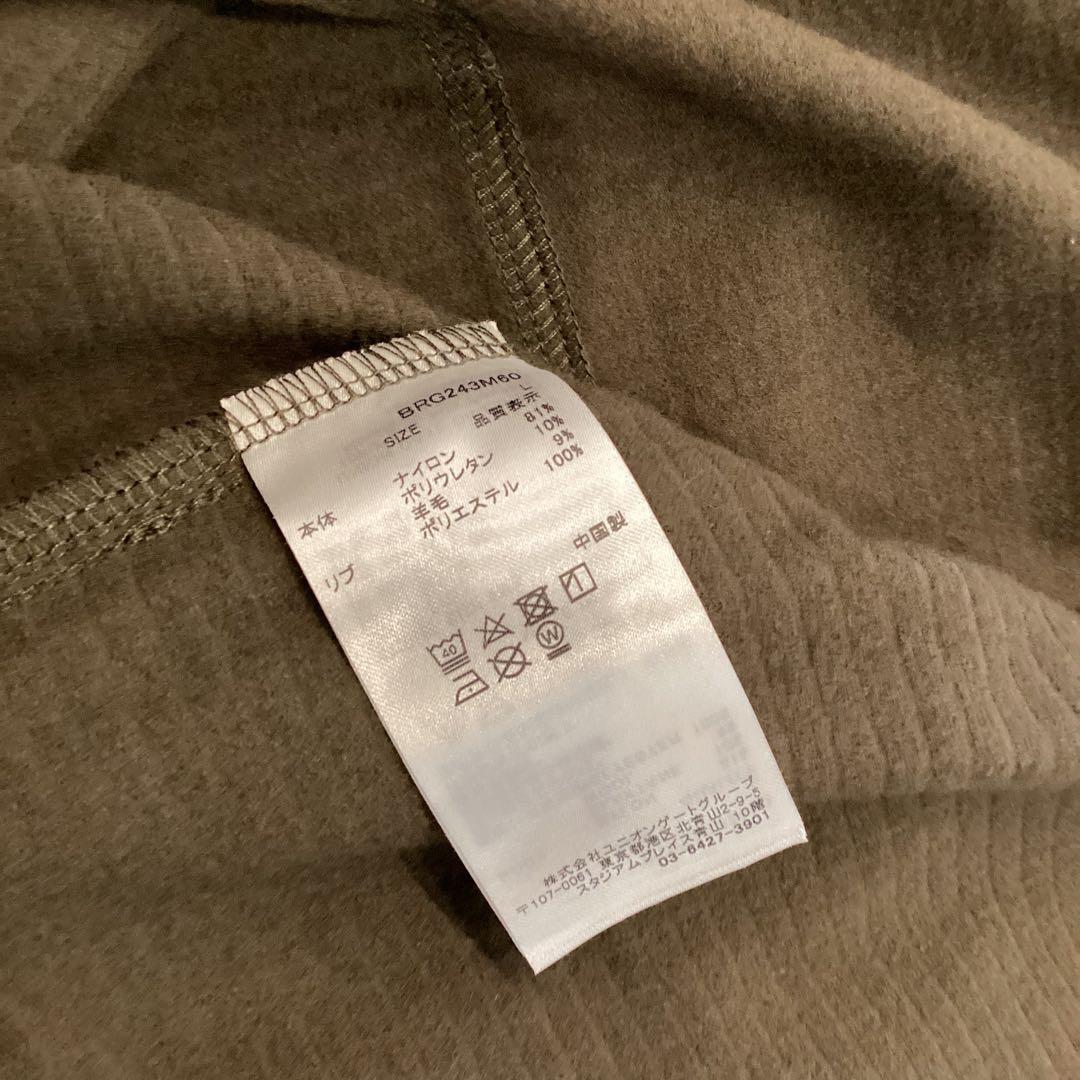 BRG243M60
SIZE L
品質表示
本体 ナイロン 81%
ポリウレタン 10%
羊毛 9%
リブ ポリエステル 100%
中国製
40
W
株式会社ユニオンゲートグループ
〒107-0061 東京都港区北青山2-9-5
スタジアムプレイス青山 10階
03-6427-3901